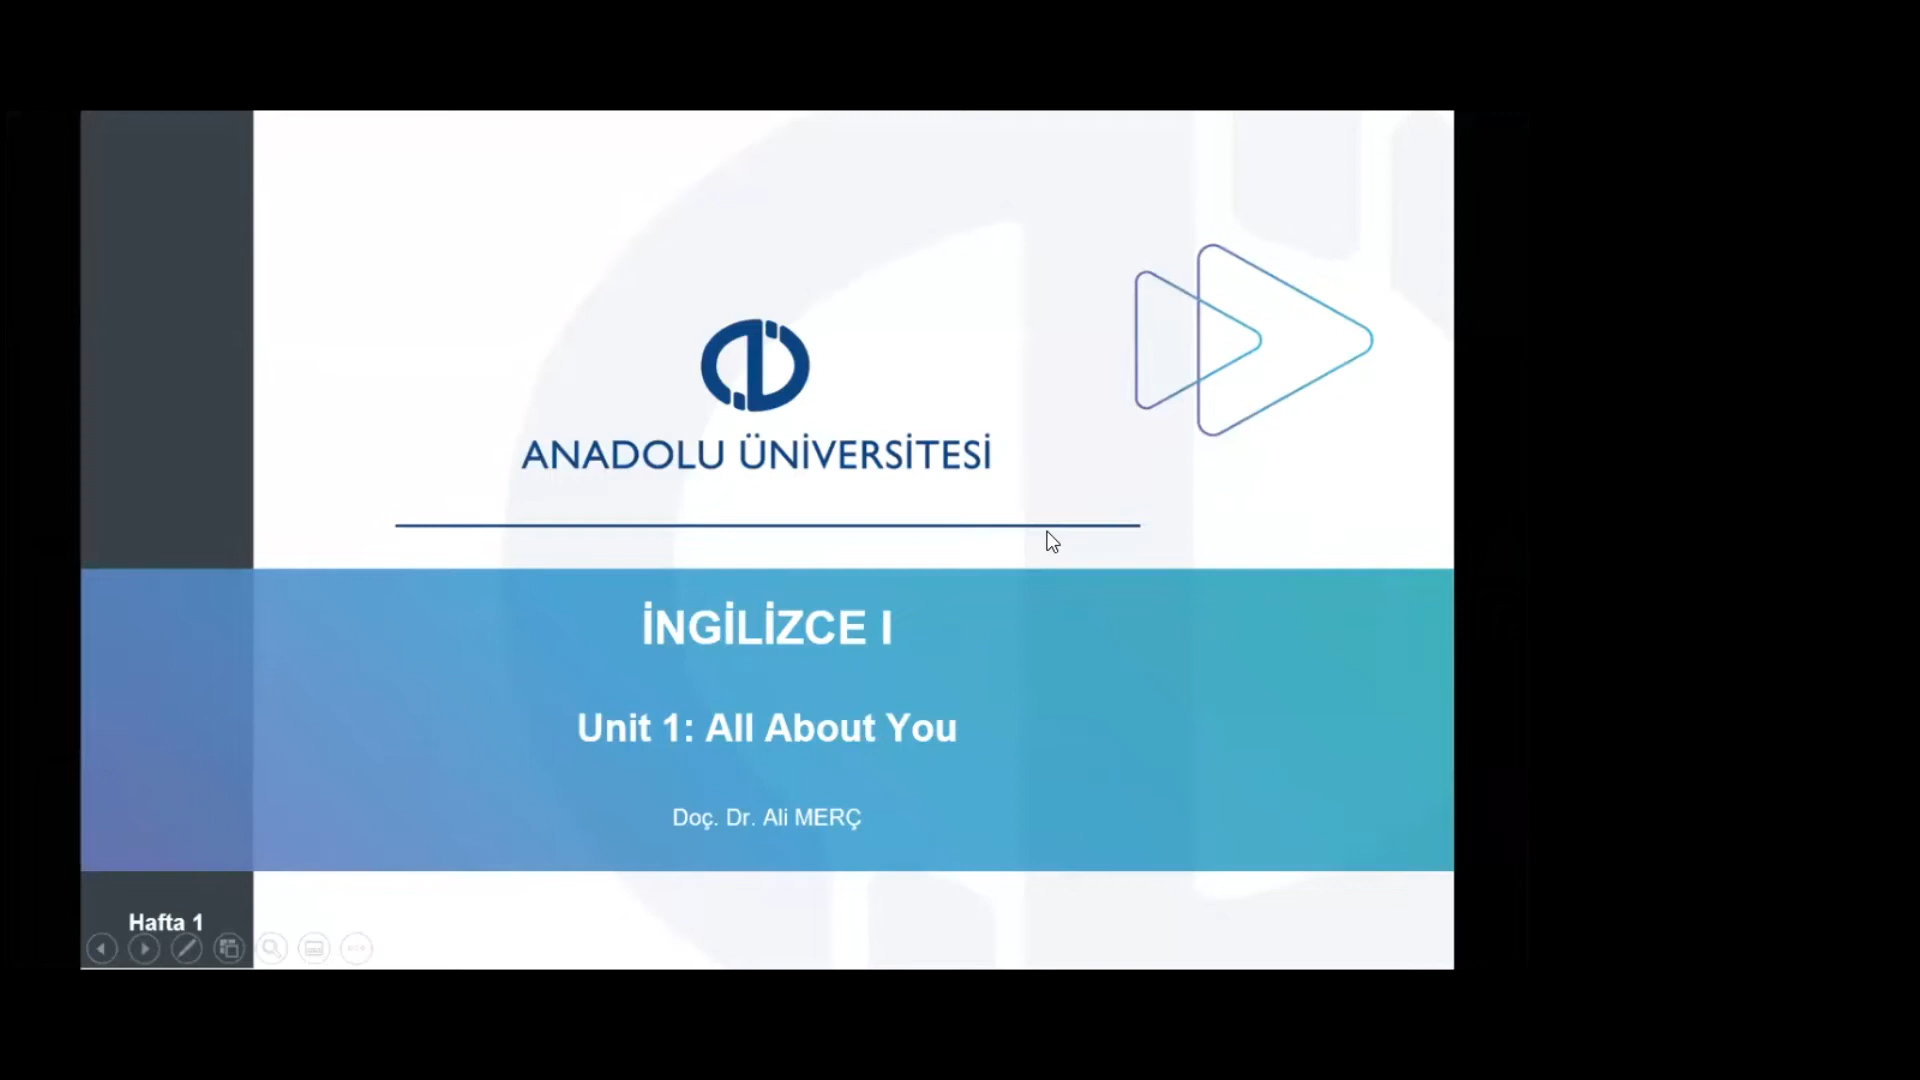 ANADOLU ÜNİVERSİTESİ
İNGİLİZCE I
Unit 1: All About You
Doç. Dr. Ali MERÇ
Hafta 1